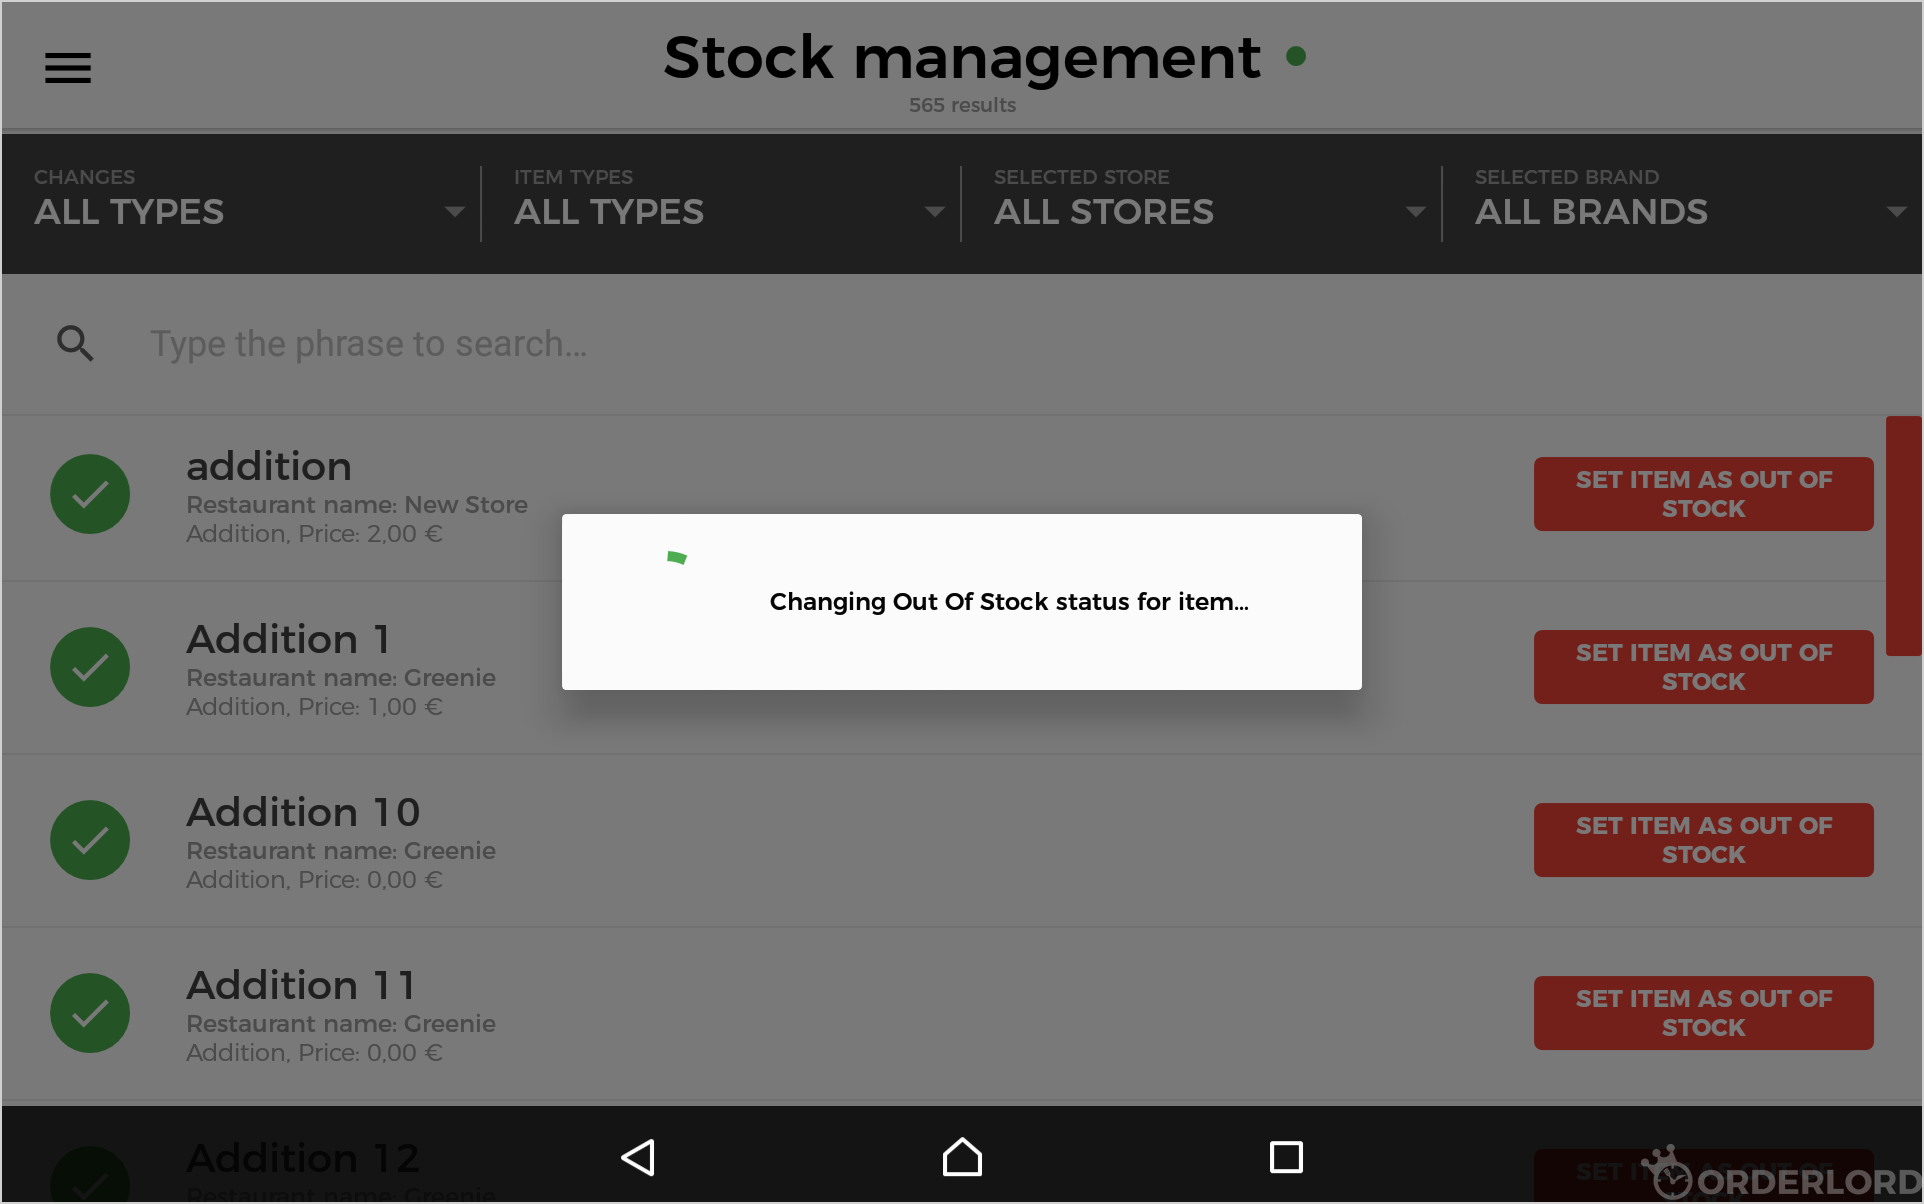 Stock management
565 results
CHANGES
ALL TYPES
ITEM TYPES
ALL TYPES
SELECTED STORE
ALL STORES
SELECTED BRAND
ALL BRANDS
Type the phrase to search...
addition
Restaurant name: New Store
Addition, Price: 2,00 €
SET ITEM AS OUT OF
STOCK
Changing Out Of Stock status for item...
Addition 1
Restaurant name: Greenie
Addition, Price: 1,00 €
SET ITEM AS OUT OF
STOCK
Addition 10
Restaurant name: Greenie
Addition, Price: 0,00 €
SET ITEM AS OUT OF
STOCK
Addition 11
Restaurant name: Greenie
Addition, Price: 0,00 €
SET ITEM AS OUT OF
STOCK
Addition 12
Restaurant name: Greenie
SET ITEM AS OUT OF
STOCK
ORDERLORD